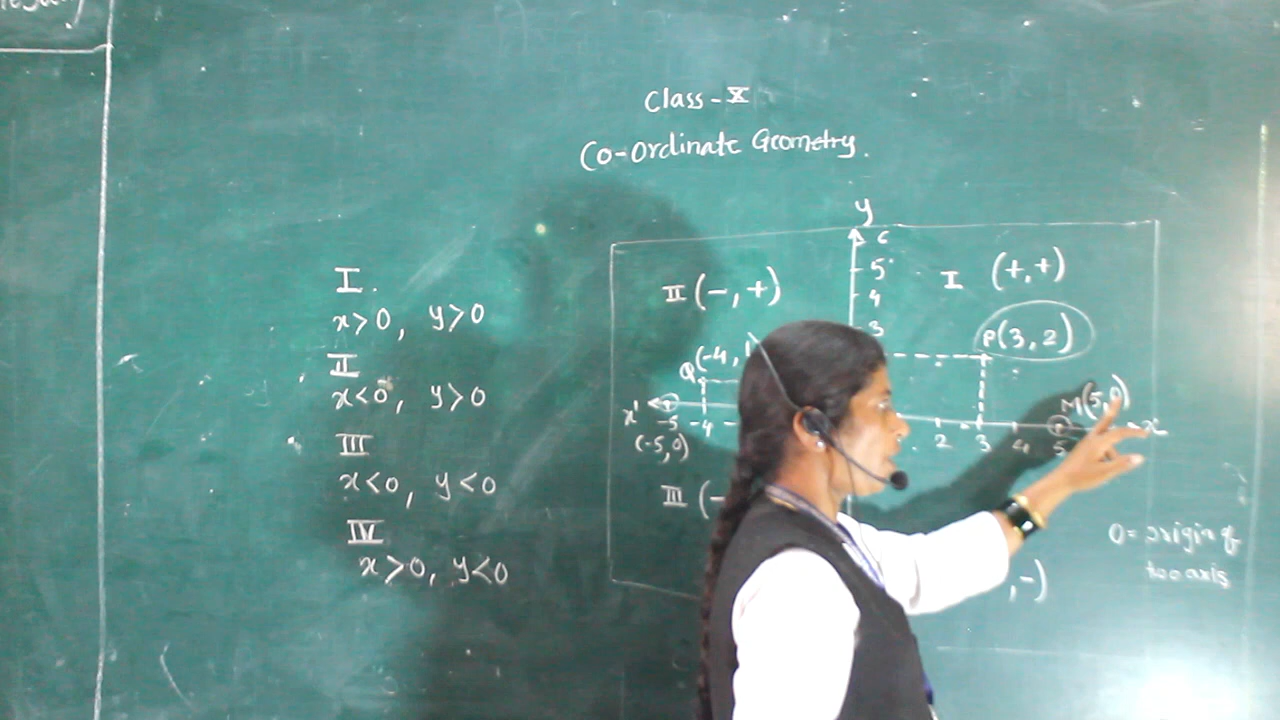 Class - X
Co-Ordinate Geometry.
I.
x>0, y>0
II
x<0, y>0
III
x<0, y<0
IV
x>0, y<0
y
6
5
4
3
II (-, +)
I (+,+)
P(3, 2)
Q(-4,
M(5,0)
x' -5 -4 2 3 4 5 x
(-5,0)
III (-
, -)
O = origin of
two axis